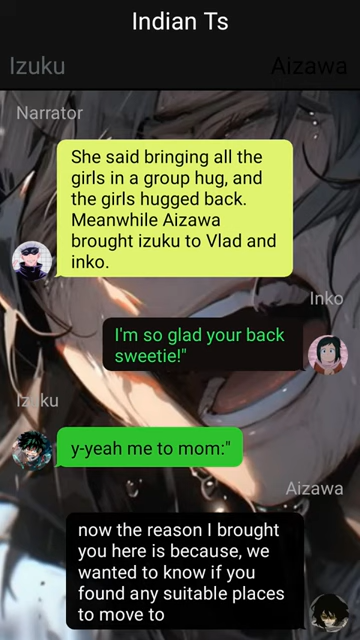 Indian Ts
Izuku
Aizawa
Narrator
She said bringing all the
girls in a group hug, and
the girls hugged back.
Meanwhile Aizawa
brought izuku to Vlad and
inko.
Inko
I'm so glad your back
sweetie!"
Izuku
y-yeah me to mom:"
Aizawa
now the reason I brought
you here is because, we
wanted to know if you
found any suitable places
to move to